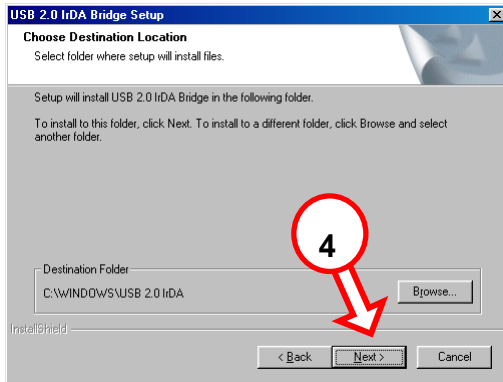 USB 2.0 IrDA Bridge Setup
Choose Destination Location
Select folder where setup will install files.
Setup will install USB 2.0 IrDA Bridge in the following folder.
To install to this folder, click Next. To install to a different folder, click Browse and select
another folder.
4
Destination Folder
C:\WINDOWS\USB 2.0 IrDA
Browse...
InstallShield
< Back
Next >
Cancel